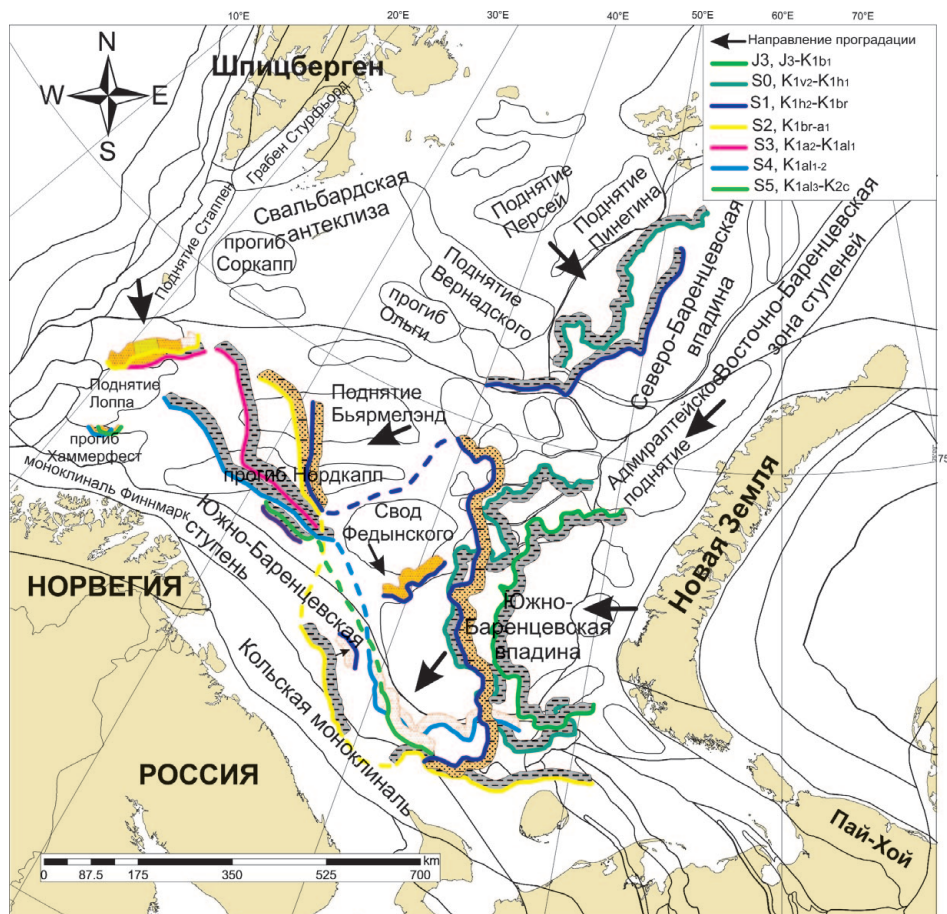 10°E
20°E
30°E
40°E
50°E
60°E
70°E
N
W
E
S
Направление проградации
J3, J3-K1b1
S0, K1v2-K1h1
S1, K1h2-K1br
S2, K1br-a1
S3, K1a2-K1al1
S4, K1al1-2
S5, K1al3-K2c
Шпицберген
Грабен Стурфьорд
Поднятие Стаппен
Свальбардская
антеклиза
прогиб
Соркапп
Поднятие
Персей
Поднятие
Пинегина
Поднятие
Вернадского
прогиб
Ольги
Северо-Баренцевская
впадина
Восточно-Баренцевская
зона ступеней
Адмиралтейское
поднятие
Поднятие
Лоппа
прогиб
Хаммерфест
моноклиналь Финнмарк
Поднятие
Бьярмелэнд
прогиб Нордкапп
Свод
Федынского
Южно-Баренцевская
ступень
Южно-
Баренцевская
впадина
Новая Земля
75
НОРВЕГИЯ
Кольская моноклиналь
РОССИЯ
Пай-Хой
km
0
87.5
175
350
525
700